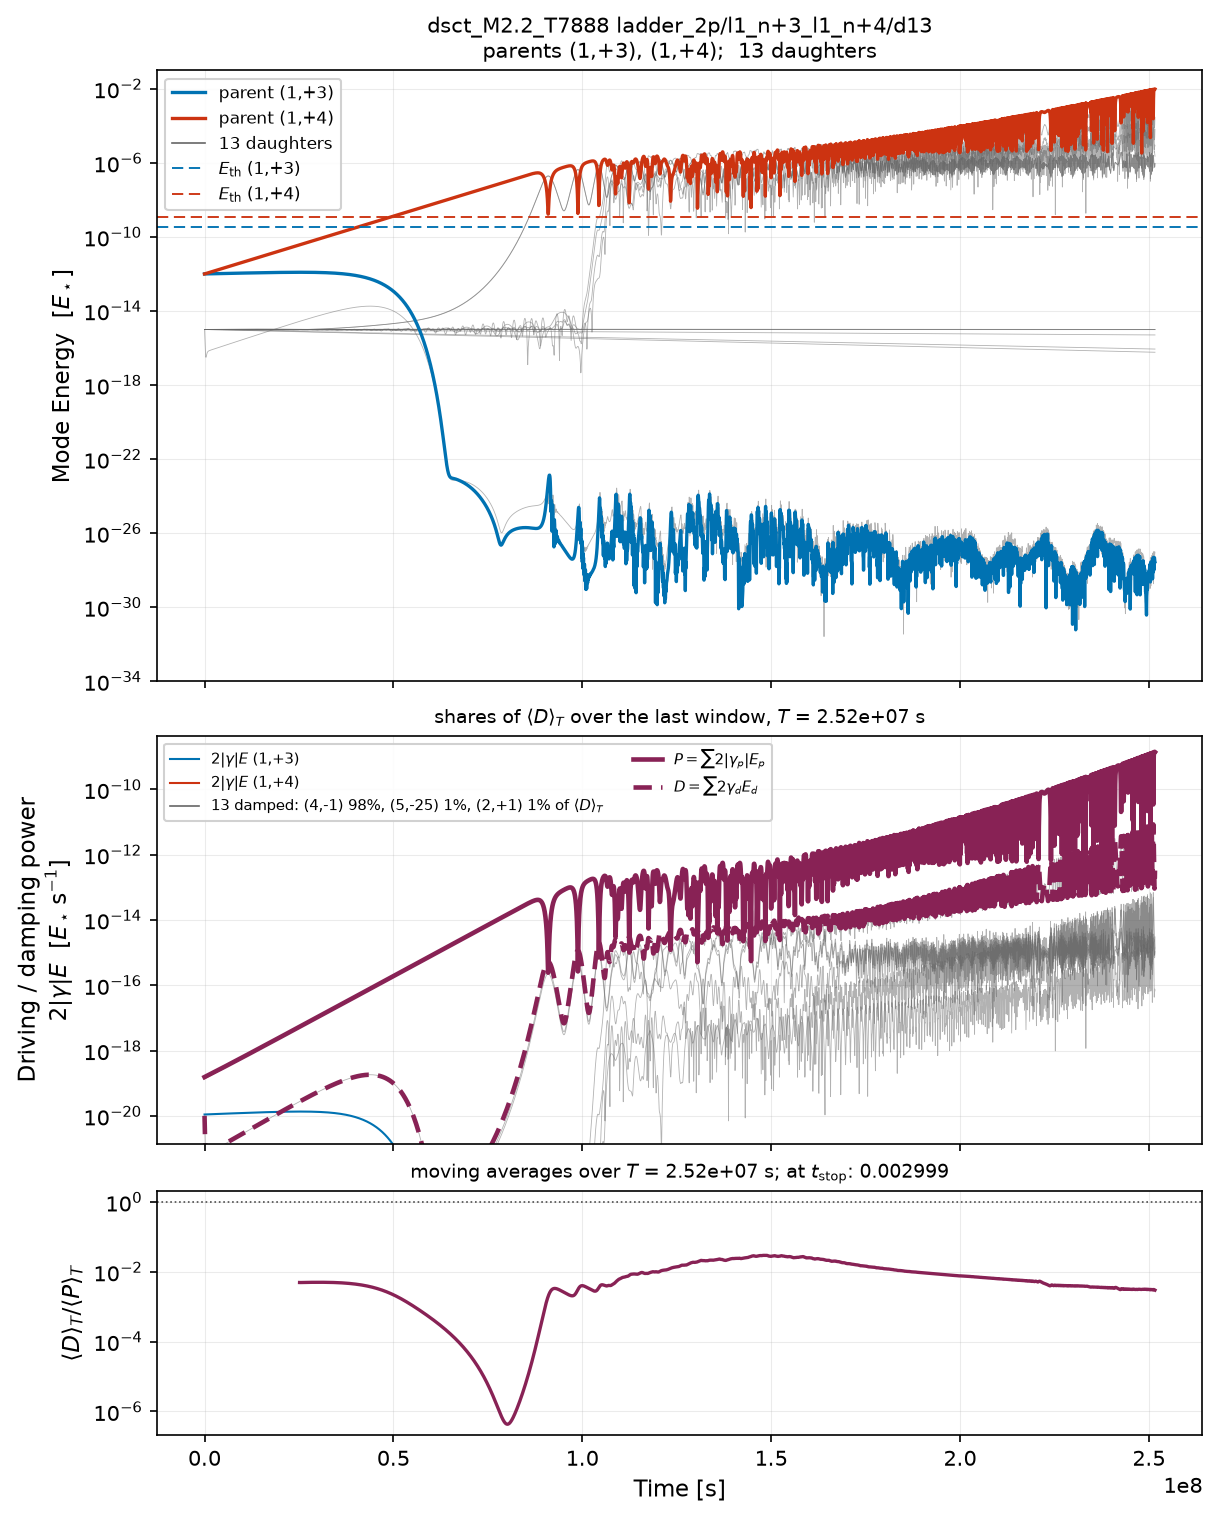 dsct_M2.2_T7888 ladder_2p/l1_n+3_l1_n+4/d13
parents (1,+3), (1,+4);  13 daughters
parent (1,+3)
parent (1,+4)
13 daughters
E_th (1,+3)
E_th (1,+4)
Mode Energy [E⋆]
10⁻²
10⁻⁶
10⁻¹⁰
10⁻¹⁴
10⁻¹⁸
10⁻²²
10⁻²⁶
10⁻³⁰
10⁻³⁴
shares of ⟨D⟩_T over the last window, T = 2.52e+07 s
2|γ|E (1,+3)
2|γ|E (1,+4)
13 damped: (4,-1) 98%, (5,-25) 1%, (2,+1) 1% of ⟨D⟩_T
P = ∑2|γ_p|E_p
D = ∑2γ_dE_d
Driving / damping power
2|γ|E [E⋆ s⁻¹]
10⁻¹⁰
10⁻¹²
10⁻¹⁴
10⁻¹⁶
10⁻¹⁸
10⁻²⁰
moving averages over T = 2.52e+07 s; at t_stop: 0.002999
⟨D⟩_T/⟨P⟩_T
10⁰
10⁻²
10⁻⁴
10⁻⁶
0.0 0.5 1.0 1.5 2.0 2.5
1e8
Time [s]